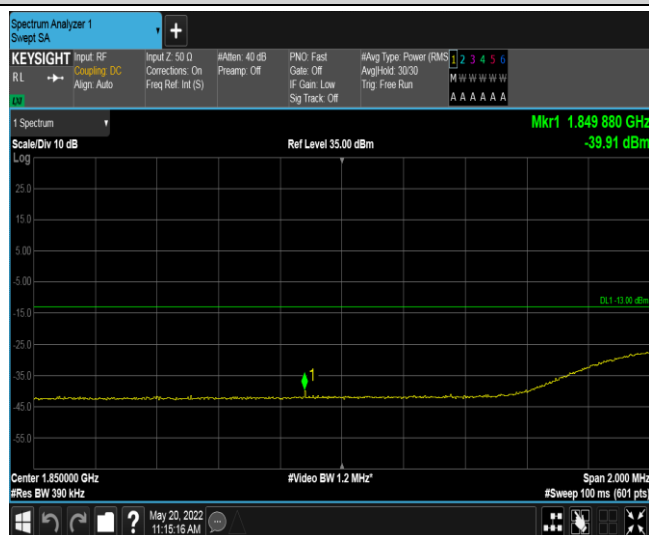 Spectrum Analyzer 1
Swept SA
KEYSIGHT
RL
LXI
Input: RF
Coupling: DC
Align: Auto
Input Z: 50 Ω
Corrections: On
Freq Ref: Int (S)
#Atten: 40 dB
Preamp: Off
PNO: Fast
Gate: Off
IF Gain: Low
Sig Track: Off
#Avg Type: Power (RMS
Avg|Hold: 30/30
Trig: Free Run
1 2 3 4 5 6
M W W W W W
A A A A A A
1 Spectrum
Scale/Div 10 dB
Ref Level 35.00 dBm
Mkr1 1.849 880 GHz
-39.91 dBm
Log
25.0
15.0
5.00
-5.00
DL1 -13.00 dBm
-15.0
-25.0
-35.0
1
-45.0
-55.0
Center 1.850000 GHz
#Video BW 1.2 MHz*
Span 2.000 MHz
#Res BW 390 kHz
#Sweep 100 ms (601 pts)
May 20, 2022
11:15:16 AM